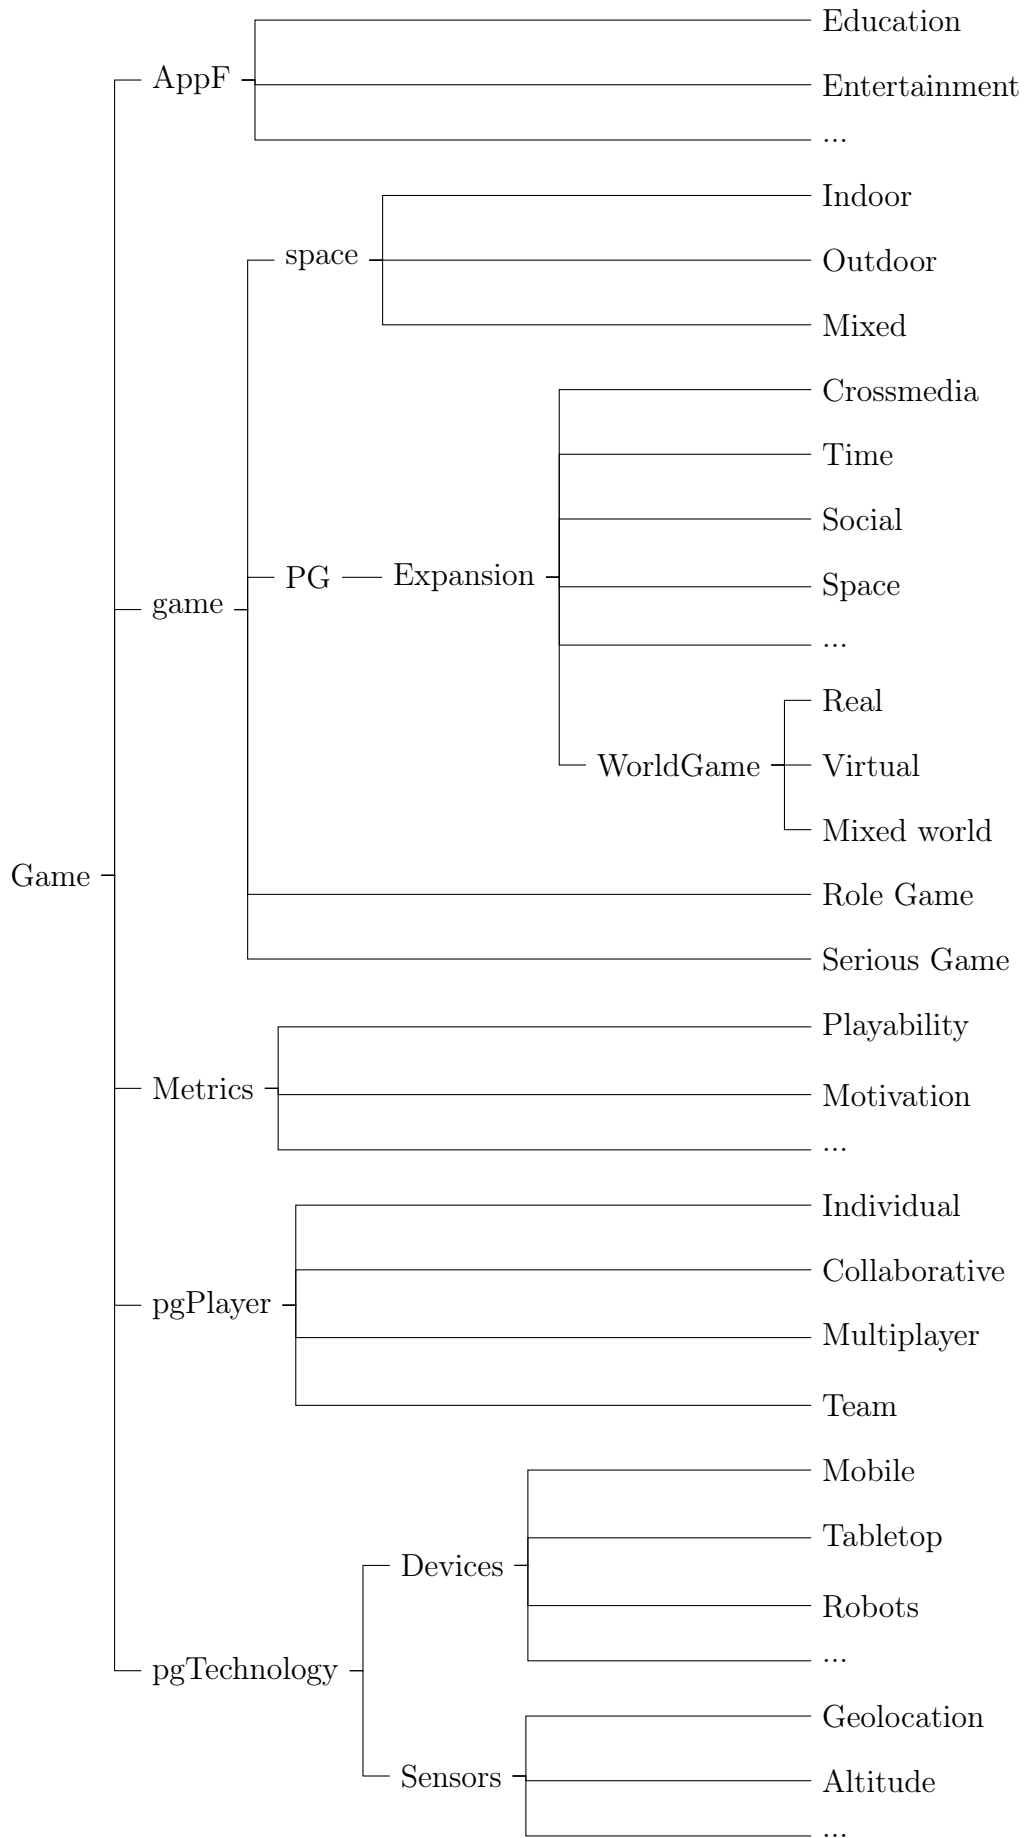 Education
AppF
Entertainment
...
Indoor
space
Outdoor
Mixed
Crossmedia
Time
Social
PG
Expansion
Space
game
...
Real
WorldGame
Virtual
Mixed world
Game
Role Game
Serious Game
Playability
Metrics
Motivation
...
Individual
Collaborative
pgPlayer
Multiplayer
Team
Mobile
Tabletop
Devices
Robots
...
pgTechnology
Geolocation
Sensors
Altitude
...